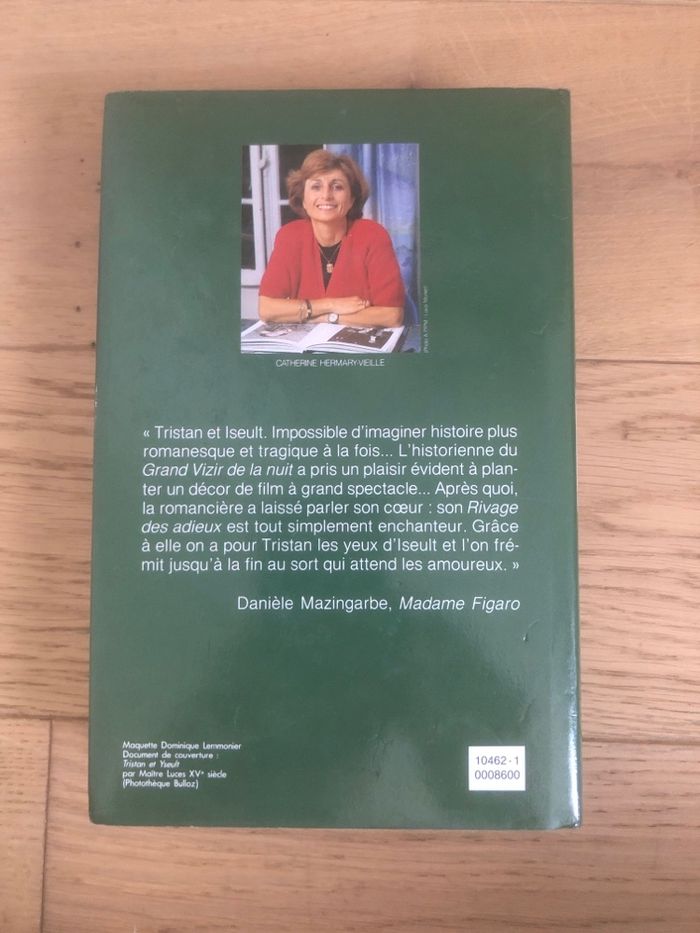 (Photo A.P.P.M. - Luca Monier)
CATHERINE HERMARY-VIEILLE
« Tristan et Iseult. Impossible d'imaginer histoire plus
romanesque et tragique à la fois... L'historienne du
Grand Vizir de la nuit a pris un plaisir évident à plan-
ter un décor de film à grand spectacle... Après quoi,
la romancière a laissé parler son cœur : son Rivage
des adieux est tout simplement enchanteur. Grâce
à elle on a pour Tristan les yeux d'Iseult et l'on fré-
mit jusqu'à la fin au sort qui attend les amoureux. »
Danièle Mazingarbe, Madame Figaro
Maquette Dominique Lemmonier
Document de couverture :
Tristan et Yseult
par Maître Luces XVe siècle
(Photothèque Bulloz)
10462-1
0008600